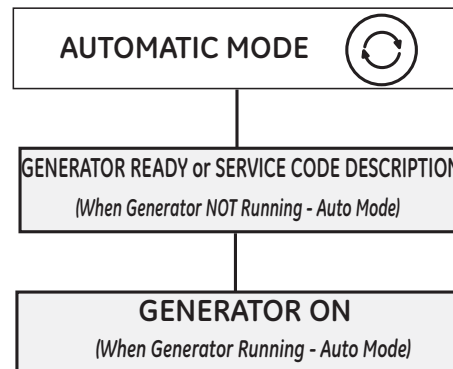 AUTOMATIC MODE
GENERATOR READY or SERVICE CODE DESCRIPTION
(When Generator NOT Running - Auto Mode)
GENERATOR ON
(When Generator Running - Auto Mode)